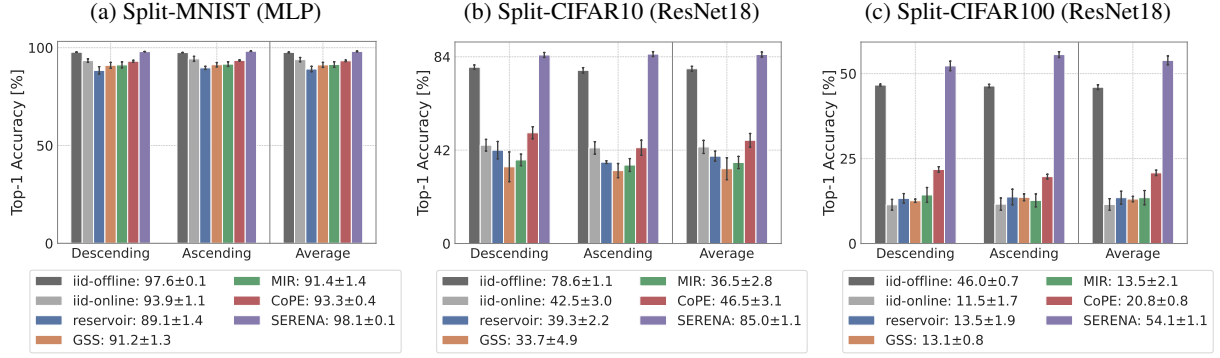 (a) Split-MNIST (MLP)
Top-1 Accuracy [%]
100
50
0
Descending Ascending Average
iid-offline: 97.6±0.1 MIR: 91.4±1.4
iid-online: 93.9±1.1 CoPE: 93.3±0.4
reservoir: 89.1±1.4 SERENA: 98.1±0.1
GSS: 91.2±1.3
(b) Split-CIFAR10 (ResNet18)
Top-1 Accuracy [%]
84
42
0
Descending Ascending Average
iid-offline: 78.6±1.1 MIR: 36.5±2.8
iid-online: 42.5±3.0 CoPE: 46.5±3.1
reservoir: 39.3±2.2 SERENA: 85.0±1.1
GSS: 33.7±4.9
(c) Split-CIFAR100 (ResNet18)
Top-1 Accuracy [%]
50
25
0
Descending Ascending Average
iid-offline: 46.0±0.7 MIR: 13.5±2.1
iid-online: 11.5±1.7 CoPE: 20.8±0.8
reservoir: 13.5±1.9 SERENA: 54.1±1.1
GSS: 13.1±0.8